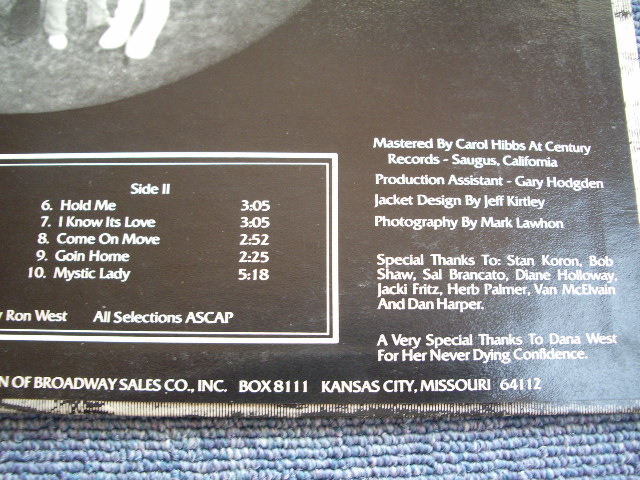 Side II
6. Hold Me 3:05
7. I Know Its Love 3:05
8. Come On Move 2:52
9. Goin Home 2:25
10. Mystic Lady 5:18
Ron West All Selections ASCAP
Mastered By Carol Hibbs At Century
Records - Saugus, California
Production Assistant - Gary Hodgden
Jacket Design By Jeff Kirtley
Photography By Mark Lawhon
Special Thanks To: Stan Koron, Bob
Shaw, Sal Brancato, Diane Holloway,
Jacki Fritz, Herb Palmer, Van McElvain
And Dan Harper.
A Very Special Thanks To Dana West
For Her Never Dying Confidence.
N OF BROADWAY SALES CO., INC. BOX 8111 KANSAS CITY, MISSOURI 64112